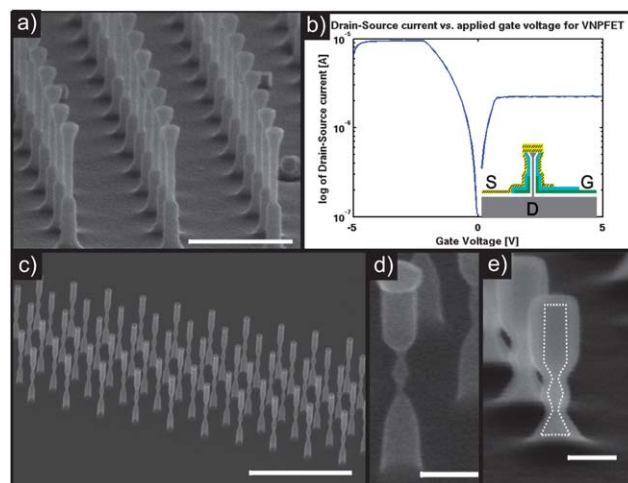 a)
b)
Drain-Source current vs. applied gate voltage for VNPFET
log of Drain-Source current [A]
10-5
10-6
10-7
-5
0
5
Gate Voltage [V]
S
G
D
c)
d)
e)